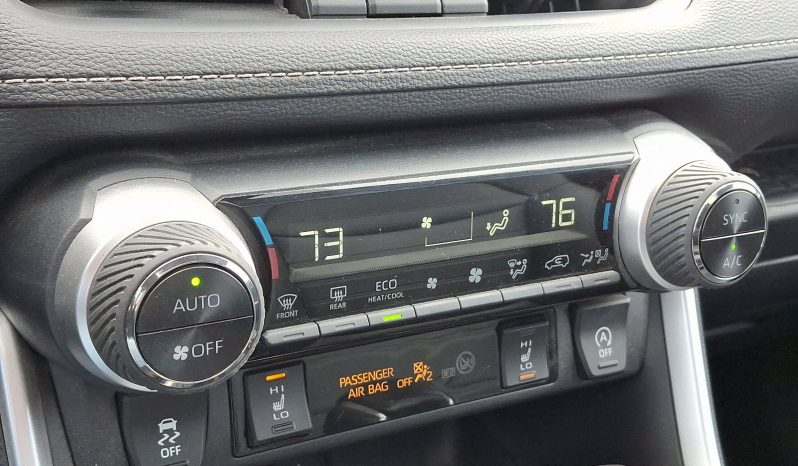 73
76
SYNC
A/C
AUTO
OFF
FRONT
REAR
ECO
HEAT/COOL
HI
LO
PASSENGER
AIR BAG OFF 2
HI
LO
A
OFF
OFF